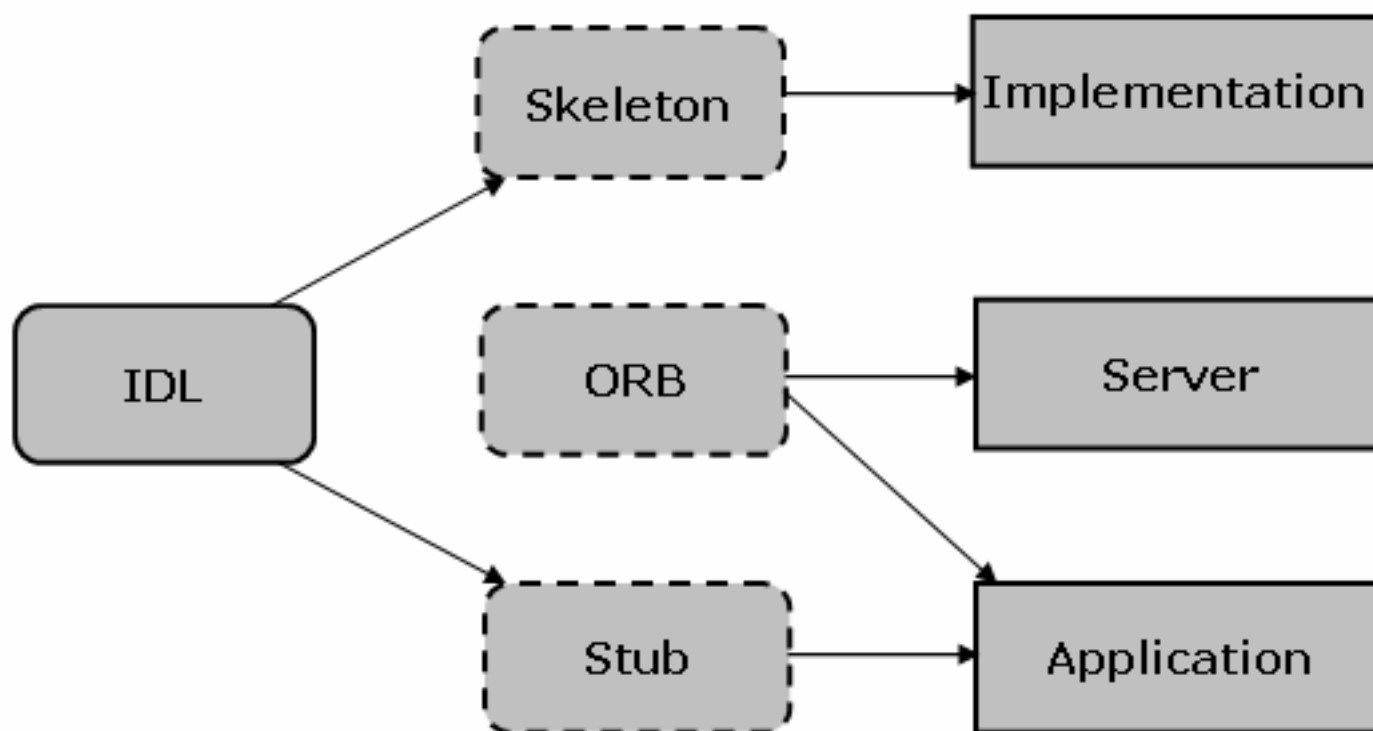 Skeleton
Implementation
IDL
ORB
Server
Stub
Application